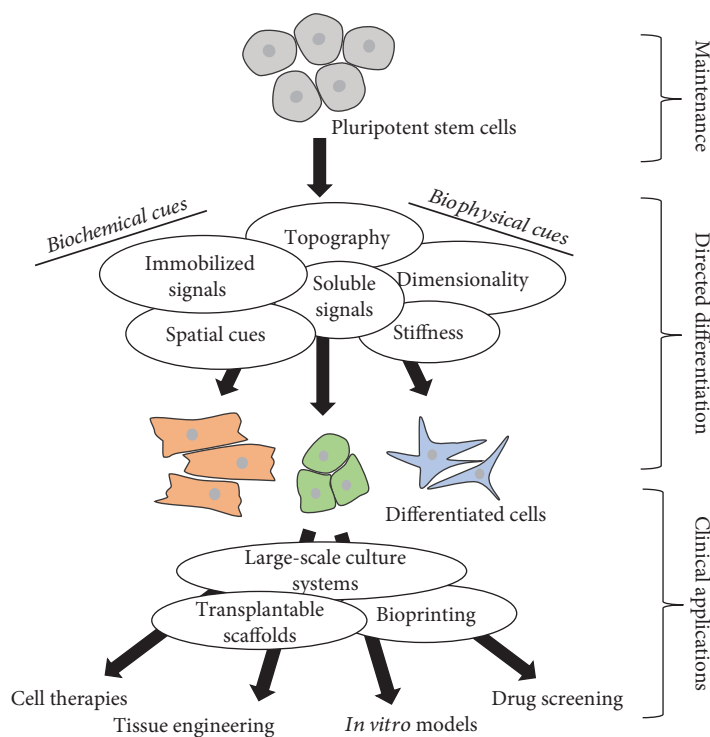 Pluripotent stem cells
Maintenance
Biochemical cues
Biophysical cues
Topography
Immobilized
signals
Soluble
signals
Dimensionality
Spatial cues
Stiffness
Directed differentiation
Differentiated cells
Large-scale culture
systems
Transplantable
scaffolds
Bioprinting
Clinical applications
Cell therapies
Tissue engineering
In vitro models
Drug screening